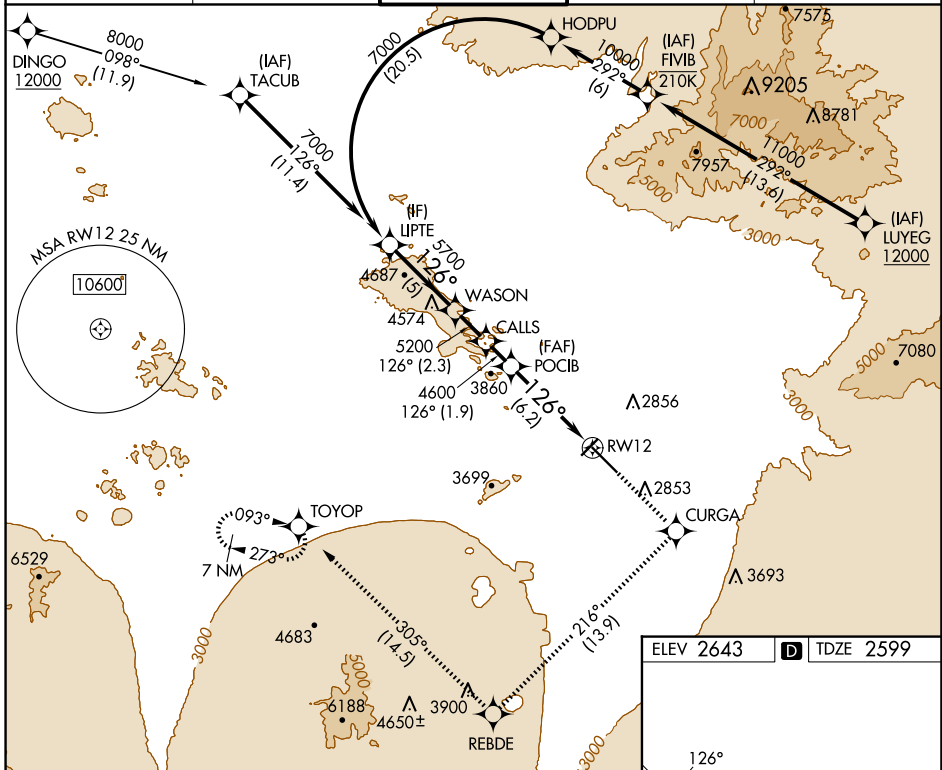 7575
HODPU
8000
098°
(11.9)
DINGO
12000
(IAF)
TACUB
7000
(20.5)
10000
292°
(6)
(IAF)
FIVIB
210K
9205
8781
7000
7957
11000
292°
(13.6)
5000
3000
(IAF)
LUYEG
12000
7000
126°
(11.4)
(IF)
LIPTE
5700
126°
(5)
4687
4574
WASON
MSA RW12 25 NM
10600
CALLS
5200
126° (2.3)
(FAF)
POCIB
4600
126° (1.9)
3860
126°
(6.2)
2856
5000
7080
3000
RW12
3699
2853
CURGA
093°
TOYOP
273°
7 NM
6529
3000
4683
305°
(14.5)
216°
(13.9)
3693
5000
6188
4650±
3900
REBDE
3000
ELEV 2643
D
TDZE 2599
126°